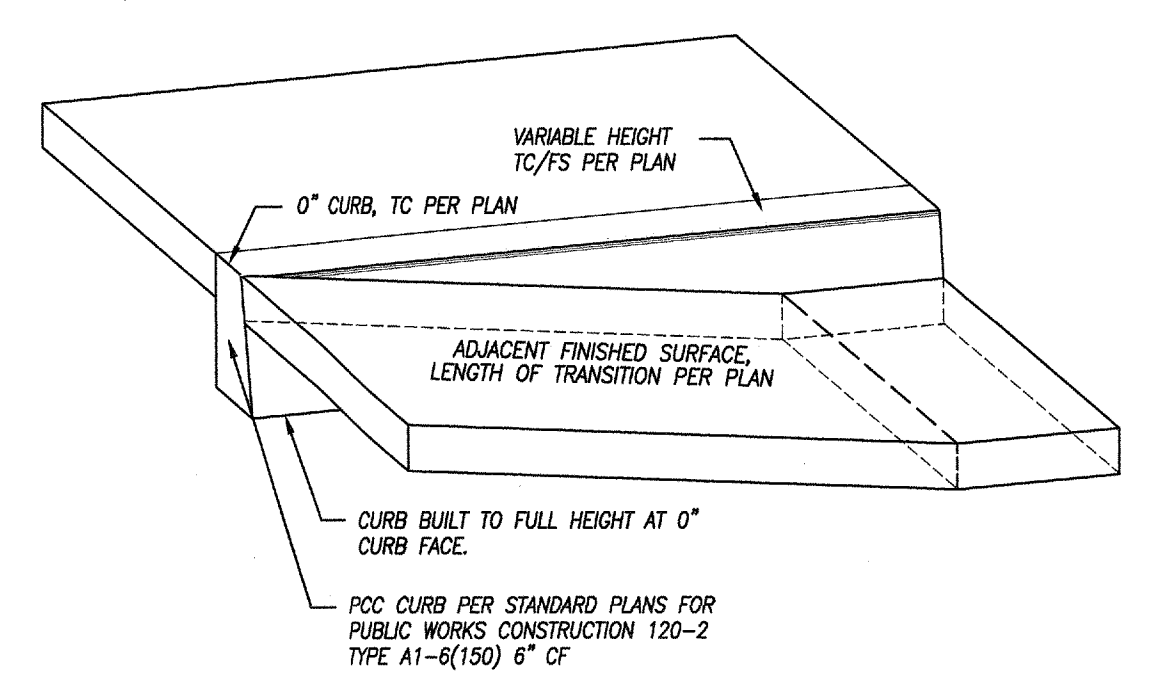 VARIABLE HEIGHT
TC/FS PER PLAN
0" CURB, TC PER PLAN
ADJACENT FINISHED SURFACE,
LENGTH OF TRANSITION PER PLAN
CURB BUILT TO FULL HEIGHT AT 0"
CURB FACE.
PCC CURB PER STANDARD PLANS FOR
PUBLIC WORKS CONSTRUCTION 120-2
TYPE A1-6(150) 6" CF